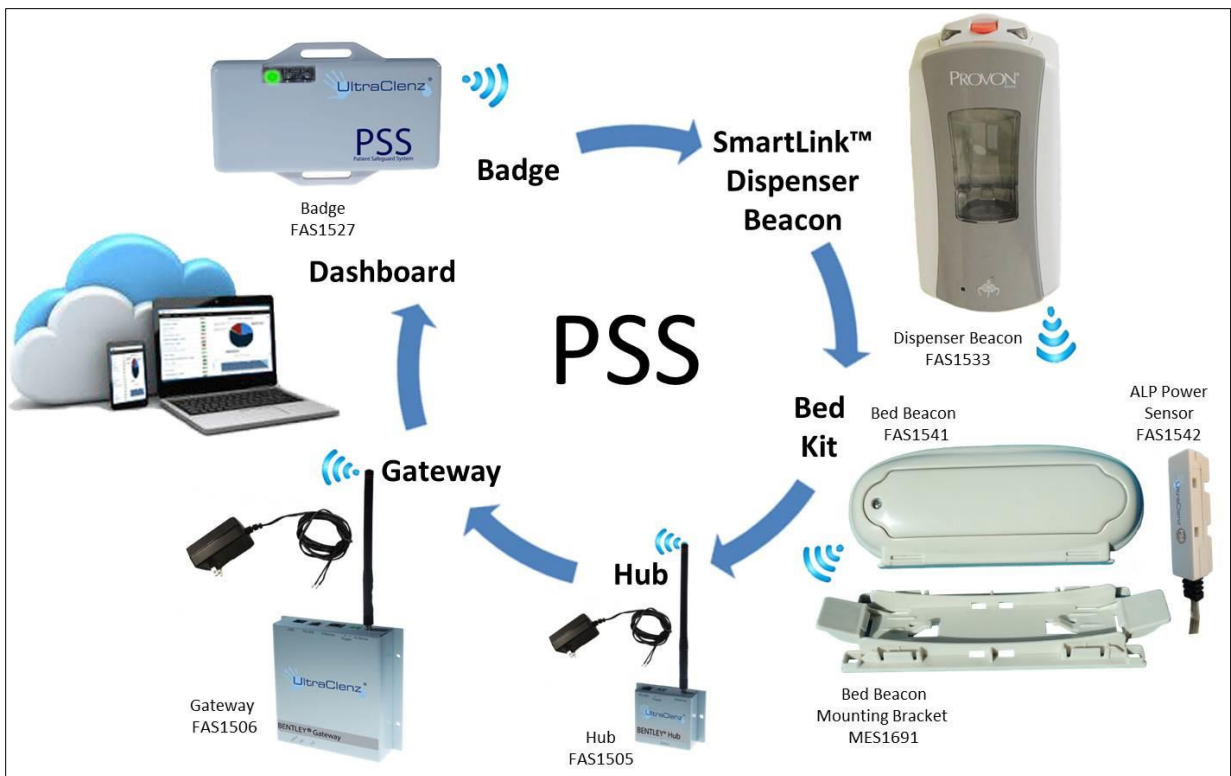 UltraClenz®
PSS
Patient Safeguard System
Badge
FAS1527
Badge
SmartLink™
Dispenser
Beacon
PROVON®
Dispenser Beacon
FAS1533
Dashboard
PSS
Bed
Kit
Bed Beacon
FAS1541
ALP Power
Sensor
FAS1542
UltraClenz
Bed Beacon
Mounting Bracket
MES1691
Hub
UltraClenz®
BENTLEY® Hub
Hub
FAS1505
Gateway
UltraClenz®
BENTLEY® Gateway
Gateway
FAS1506